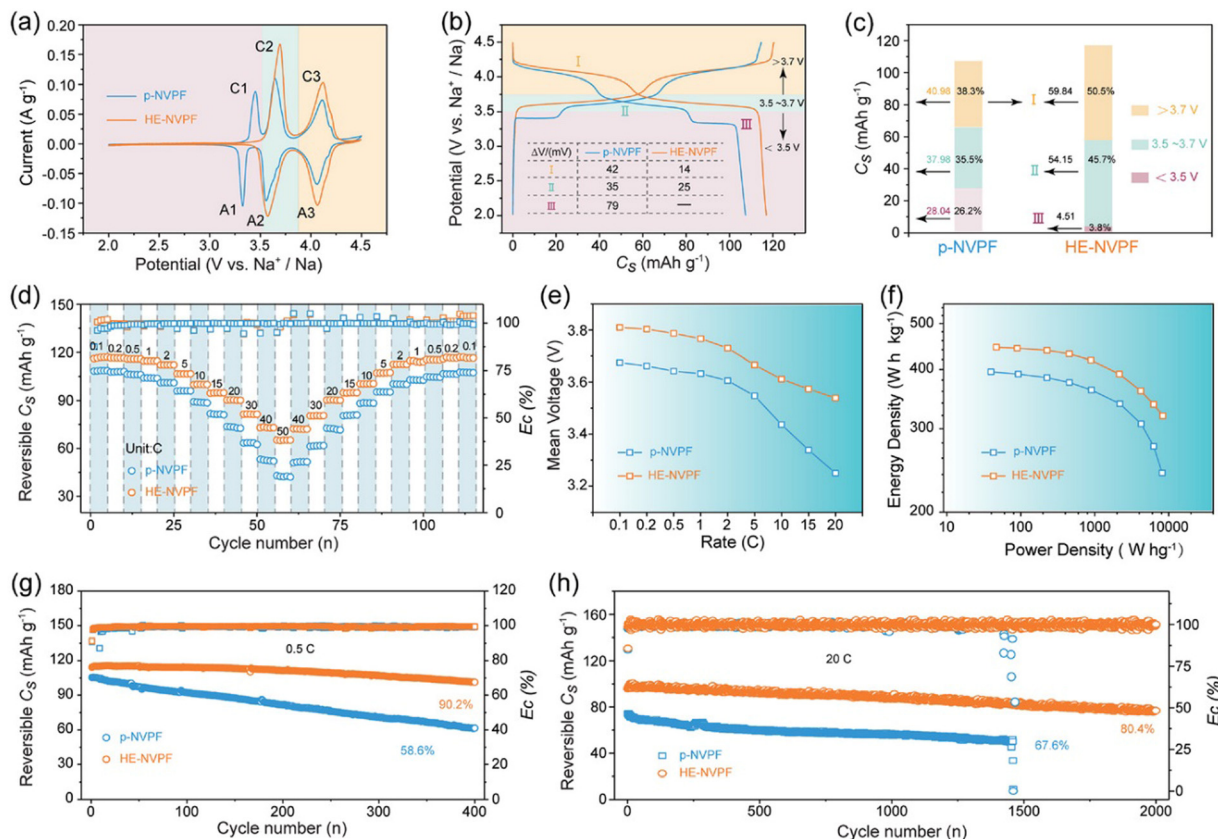 (a)
0.20
0.15
0.10
0.05
0.00
-0.05
-0.10
-0.15
Current (A g⁻¹)
p-NVPF
HE-NVPF
C1
C2
C3
A1
A2
A3
2.0
2.5
3.0
3.5
4.0
4.5
Potential (V vs. Na⁺ / Na)
(b)
4.5
4.0
3.5
3.0
2.5
2.0
Potential (V vs. Na⁺ / Na)
I
II
III
>3.7 V
3.5 ~3.7 V
< 3.5 V
ΔV/(mV) p-NVPF HE-NVPF
I 42 14
II 35 25
III 79 —
0 20 40 60 80 100 120
Cs (mAh g⁻¹)
(c)
120
100
80
60
40
20
0
Cs (mAh g⁻¹)
40.98 38.3% I 59.84 50.5%
37.98 35.5% II 54.15 45.7%
28.04 26.2% III 4.51 3.8%
>3.7 V
3.5 ~3.7 V
< 3.5 V
p-NVPF HE-NVPF
(d)
150
120
90
60
30
Reversible Cs (mAh g⁻¹)
0.1 0.2 0.5 1 2 5 10 15 20 30 40 50 40 30 20 15 10 5 2 1 0.5 0.2 0.1
Unit:C
p-NVPF
HE-NVPF
100
75
50
25
0
Ec (%)
0 25 50 75 100
Cycle number (n)
(e)
3.8
3.6
3.4
3.2
Mean Voltage (V)
HE-NVPF
p-NVPF
0.1 0.2 0.5 1 2 5 10 15 20
Rate (C)
(f)
500
400
300
200
Energy Density (W h kg⁻¹)
p-NVPF
HE-NVPF
10 100 1000 10000
Power Density ( W hg⁻¹)
(g)
180
150
120
90
60
30
0
Reversible Cs (mAh g⁻¹)
0.5 C
90.2%
58.6%
p-NVPF
HE-NVPF
120
100
80
60
40
20
0
Ec (%)
0 100 200 300 400
Cycle number (n)
(h)
160
120
80
40
0
Reversible Cs (mAh g⁻¹)
20 C
80.4%
67.6%
p-NVPF
HE-NVPF
100
75
50
25
0
Ec (%)
0 500 1000 1500 2000
Cycle number (n)